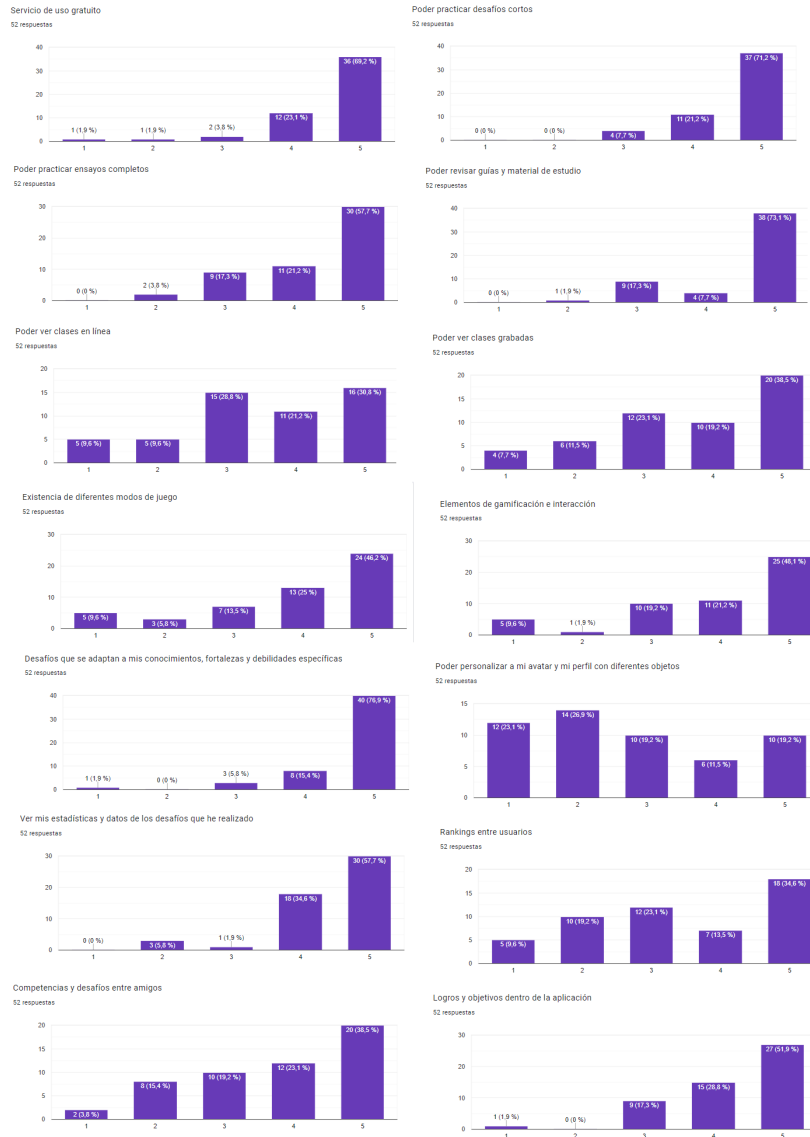 Servicio de uso gratuito
52 respuestas
40
30
20
10
0
1 (1,9 %)
1 (1,9 %)
2 (3,8 %)
12 (23,1 %)
36 (69,2 %)
1 2 3 4 5
Poder practicar desafíos cortos
52 respuestas
40
30
20
10
0
0 (0 %)
0 (0 %)
4 (7,7 %)
11 (21,2 %)
37 (71,2 %)
1 2 3 4 5
Poder practicar ensayos completos
52 respuestas
30
20
10
0
0 (0 %)
2 (3,8 %)
9 (17,3 %)
11 (21,2 %)
30 (57,7 %)
1 2 3 4 5
Poder revisar guías y material de estudio
52 respuestas
40
30
20
10
0
0 (0 %)
1 (1,9 %)
9 (17,3 %)
4 (7,7 %)
38 (73,1 %)
1 2 3 4 5
Poder ver clases en línea
52 respuestas
20
15
10
5
0
5 (9,6 %)
5 (9,6 %)
15 (28,8 %)
11 (21,2 %)
16 (30,8 %)
1 2 3 4 5
Poder ver clases grabadas
52 respuestas
20
15
10
5
0
4 (7,7 %)
6 (11,5 %)
12 (23,1 %)
10 (19,2 %)
20 (38,5 %)
1 2 3 4 5
Existencia de diferentes modos de juego
52 respuestas
30
20
10
0
5 (9,6 %)
3 (5,8 %)
7 (13,5 %)
13 (25 %)
24 (46,2 %)
1 2 3 4 5
Elementos de gamificación e interacción
52 respuestas
30
20
10
0
5 (9,6 %)
1 (1,9 %)
10 (19,2 %)
11 (21,2 %)
25 (48,1 %)
1 2 3 4 5
Desafíos que se adaptan a mis conocimientos, fortalezas y debilidades específicas
52 respuestas
40
30
20
10
0
1 (1,9 %)
0 (0 %)
3 (5,8 %)
8 (15,4 %)
40 (76,9 %)
1 2 3 4 5
Poder personalizar a mi avatar y mi perfil con diferentes objetos
52 respuestas
15
10
5
0
12 (23,1 %)
14 (26,9 %)
10 (19,2 %)
6 (11,5 %)
10 (19,2 %)
1 2 3 4 5
Ver mis estadísticas y datos de los desafíos que he realizado
52 respuestas
30
20
10
0
0 (0 %)
3 (5,8 %)
1 (1,9 %)
18 (34,6 %)
30 (57,7 %)
1 2 3 4 5
Rankings entre usuarios
52 respuestas
20
15
10
5
0
5 (9,6 %)
10 (19,2 %)
12 (23,1 %)
7 (13,5 %)
18 (34,6 %)
1 2 3 4 5
Competencias y desafíos entre amigos
52 respuestas
20
15
10
5
0
2 (3,8 %)
8 (15,4 %)
10 (19,2 %)
12 (23,1 %)
20 (38,5 %)
1 2 3 4 5
Logros y objetivos dentro de la aplicación
52 respuestas
30
20
10
0
1 (1,9 %)
0 (0 %)
9 (17,3 %)
15 (28,8 %)
27 (51,9 %)
1 2 3 4 5